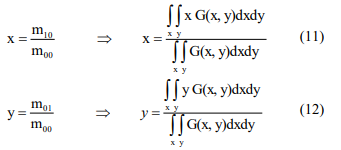 x = m₁₀ / m₀₀ ⇒ x = ∬ₓ ᵧ x G(x, y)dxdy / ∬ₓ ᵧ G(x, y)dxdy (11)
y = m₀₁ / m₀₀ ⇒ y = ∬ₓ ᵧ y G(x, y)dxdy / ∬ₓ ᵧ G(x, y)dxdy (12)